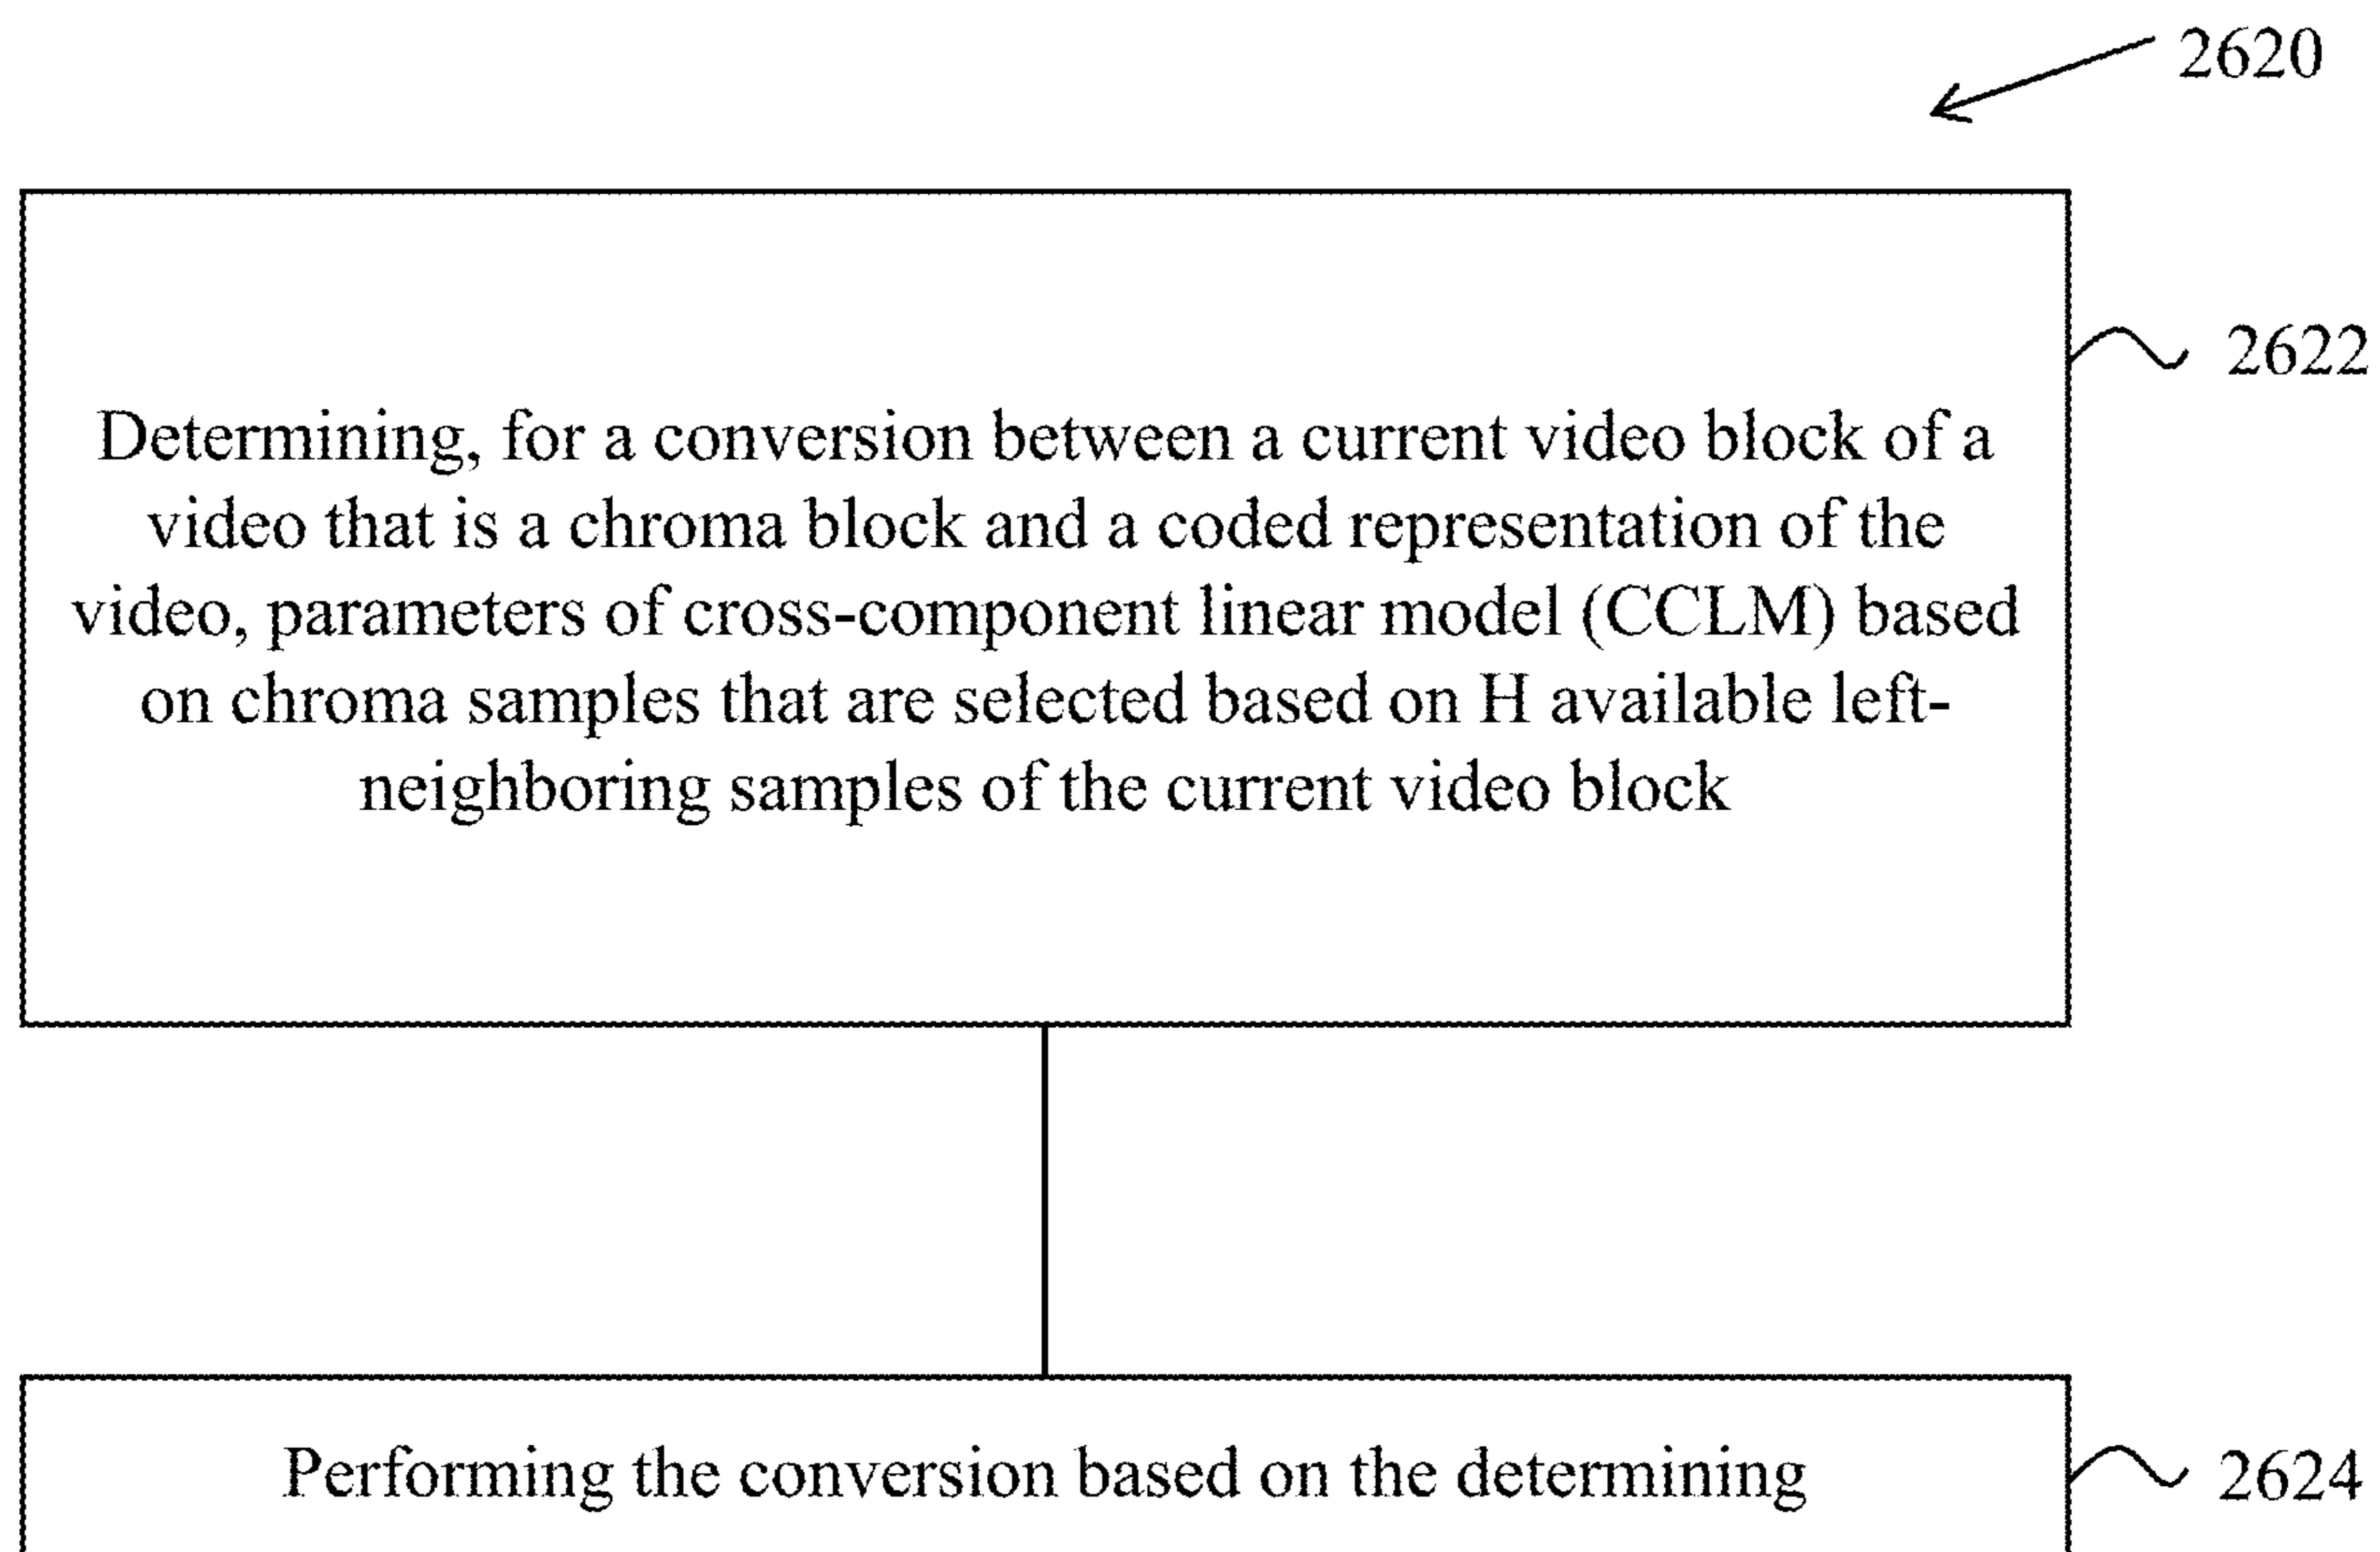 2620
2622
Determining, for a conversion between a current video block of a
video that is a chroma block and a coded representation of the
video, parameters of cross-component linear model (CCLM) based
on chroma samples that are selected based on H available left-
neighboring samples of the current video block
Performing the conversion based on the determining
2624